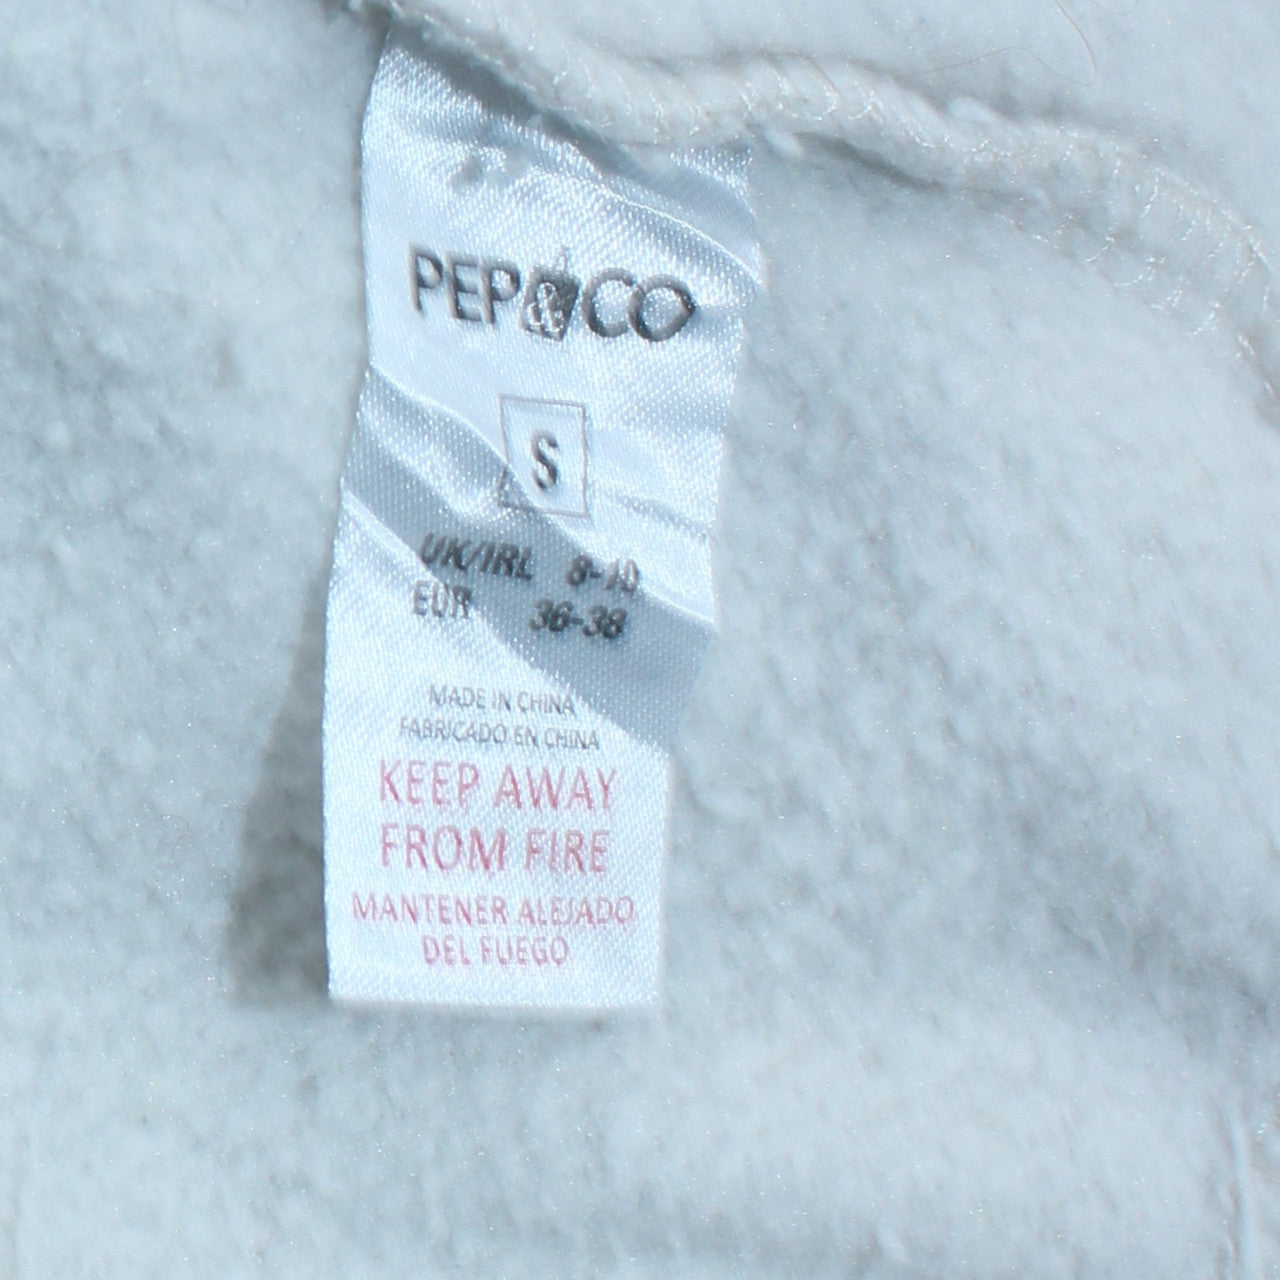 PEP&CO
S
UK/IRL 8-10
EUR 36-38
MADE IN CHINA
FABRICADO EN CHINA
KEEP AWAY
FROM FIRE
MANTENER ALEJADO
DEL FUEGO